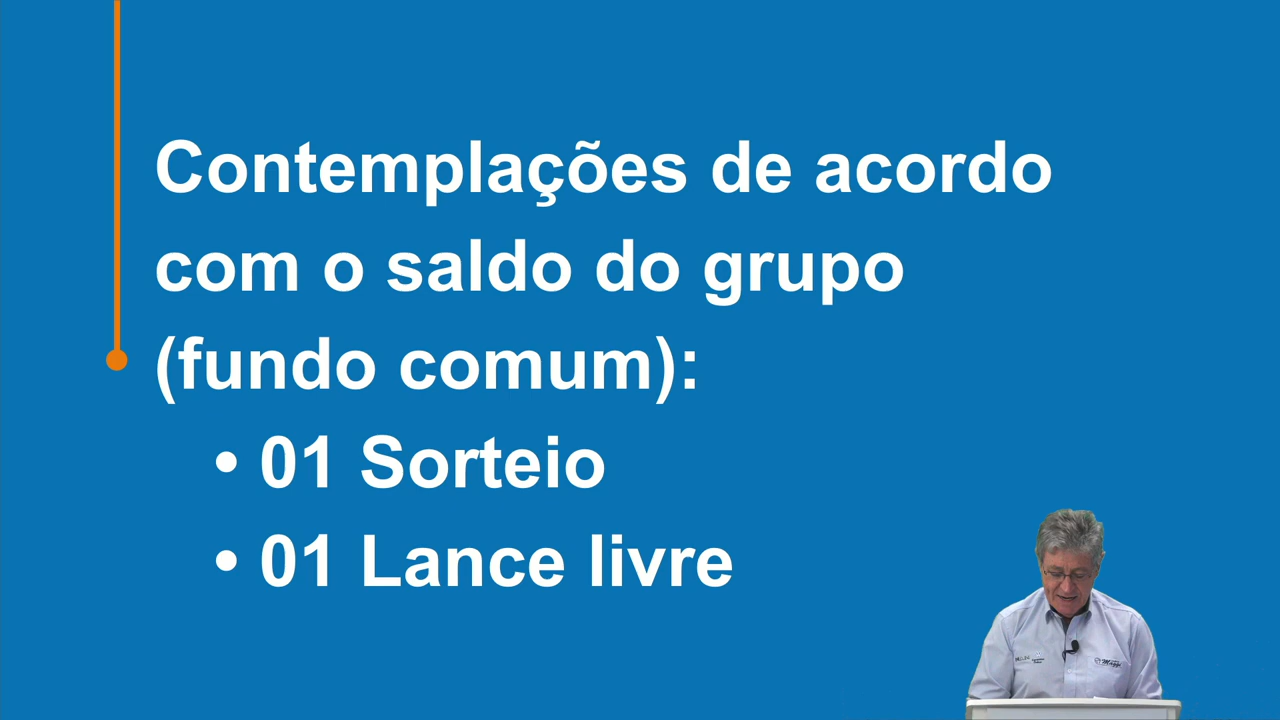 Contemplações de acordo
com o saldo do grupo
(fundo comum):
• 01 Sorteio
• 01 Lance livre